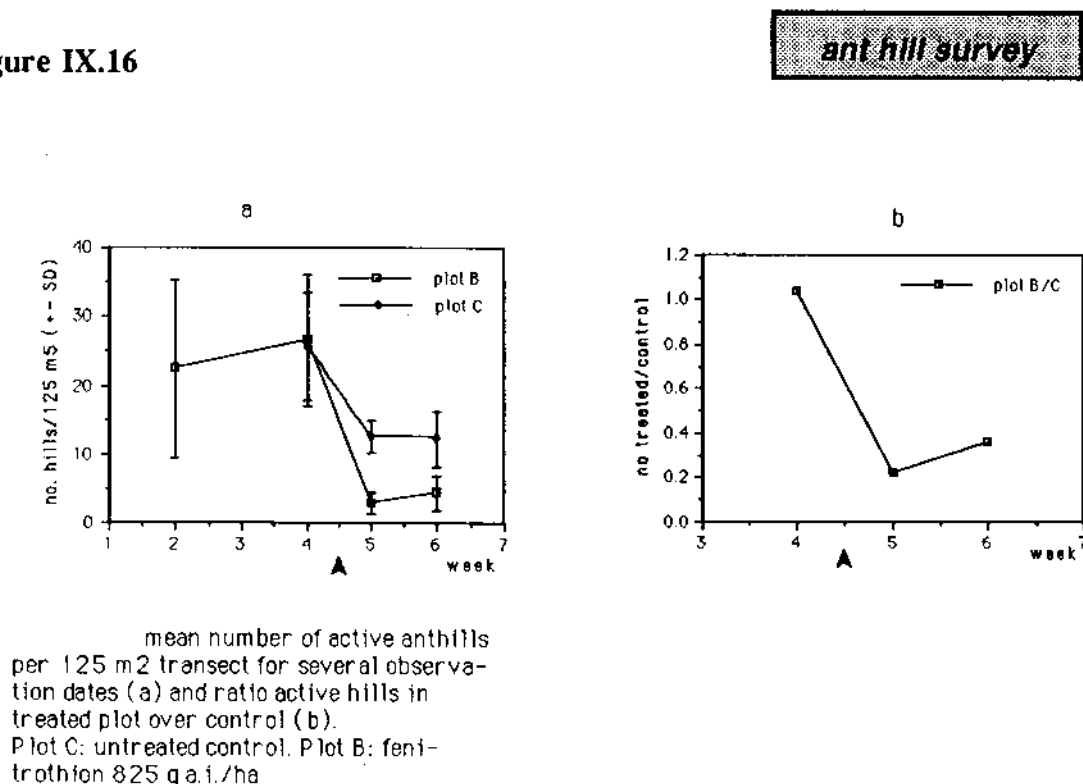 gure IX.16
ant hill survey
a
no. hills/125 m5 (+- SD)
40
30
20
10
0
plot B
plot C
1 2 3 4 5 6 7
week
b
no treated/control
1.2
1.0
0.8
0.6
0.4
0.2
0.0
plot B/C
3 4 5 6 7
week
mean number of active anthills
per 125 m2 transect for several observa-
tion dates (a) and ratio active hills in
treated plot over control (b).
Plot C: untreated control. Plot B: feni-
trothion 825 g a.i./ha